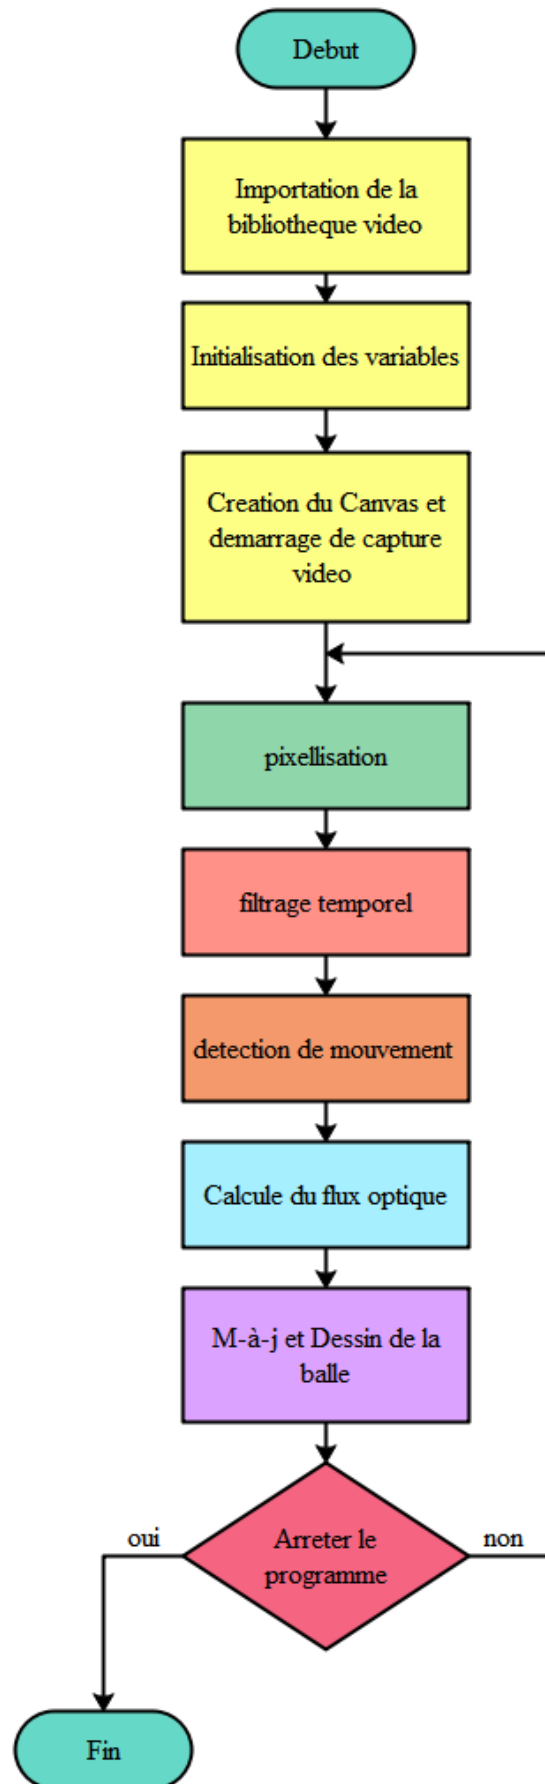 Debut
Importation de la
bibliotheque video
Initialisation des variables
Creation du Canvas et
demarrage de capture
video
pixellisation
filtrage temporel
detection de mouvement
Calcule du flux optique
M-à-j et Dessin de la
balle
oui
Arreter le
programme
non
Fin